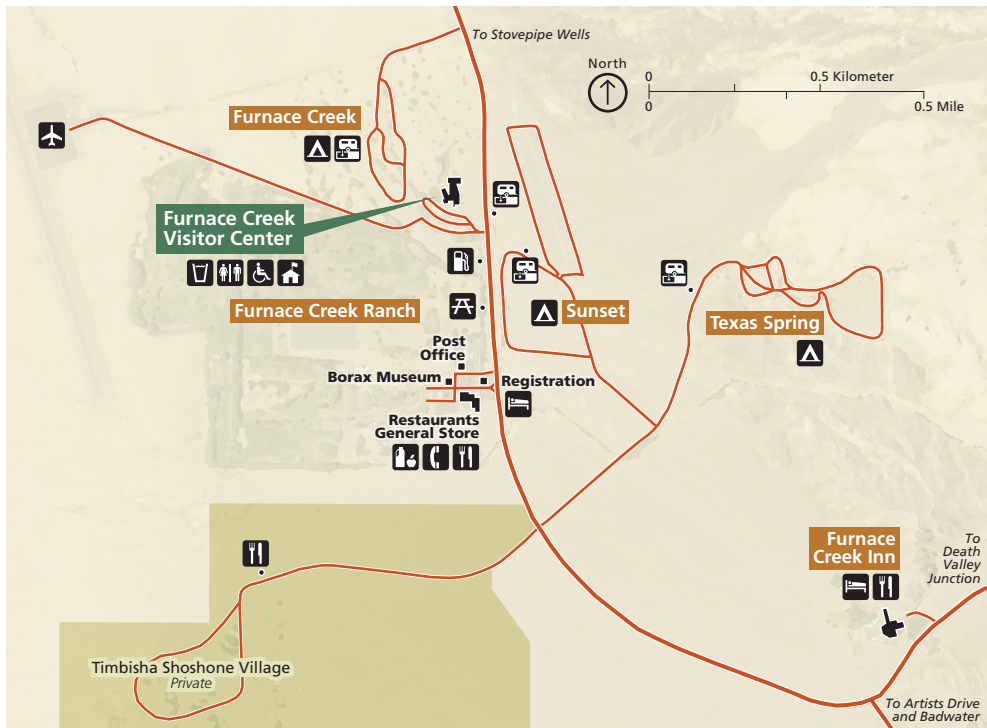 To Stovepipe Wells
North
0
0.5 Kilometer
0
0.5 Mile
Furnace Creek
Furnace Creek
Visitor Center
Furnace Creek Ranch
Sunset
Texas Spring
Post
Office
Borax Museum
Registration
Restaurants
General Store
Furnace
Creek Inn
To
Death
Valley
Junction
Timbisha Shoshone Village
Private
To Artists Drive
and Badwater